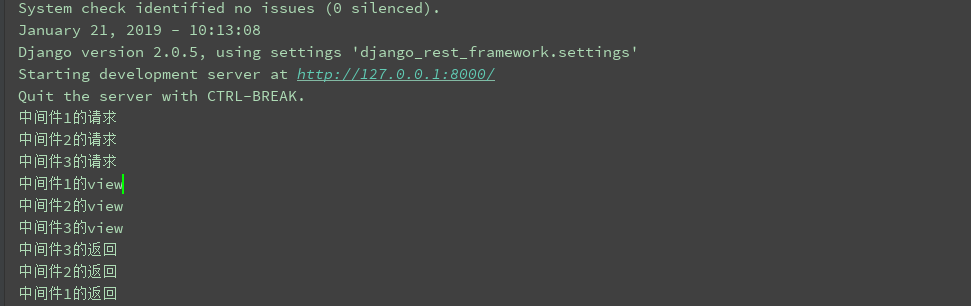 System check identified no issues (0 silenced).
January 21, 2019 - 10:13:08
Django version 2.0.5, using settings 'django_rest_framework.settings'
Starting development server at http://127.0.0.1:8000/
Quit the server with CTRL-BREAK.
中间件1的请求
中间件2的请求
中间件3的请求
中间件1的view
中间件2的view
中间件3的view
中间件3的返回
中间件2的返回
中间件1的返回